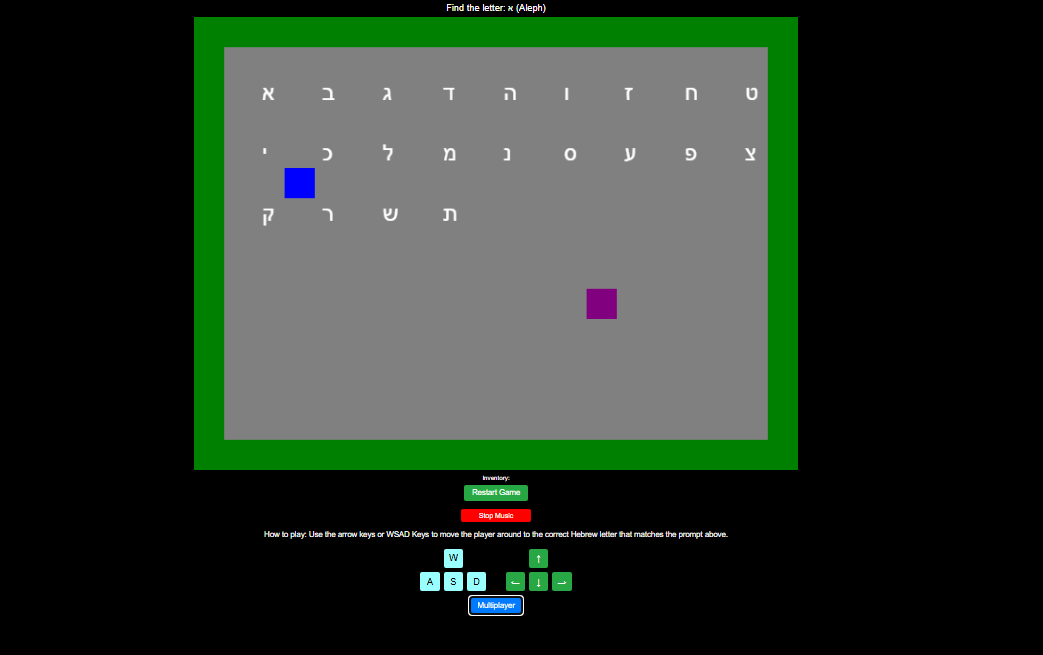 Find the letter: א (Aleph)
א ב ג ד ה ו ז ח ט
י כ ל מ נ ס ע פ צ
ק ר ש ת
Inventory:
Restart Game
Stop Music
How to play: Use the arrow keys or WSAD Keys to move the player around to the correct Hebrew letter that matches the prompt above.
W ↑
A S D ← ↓ →
Multiplayer